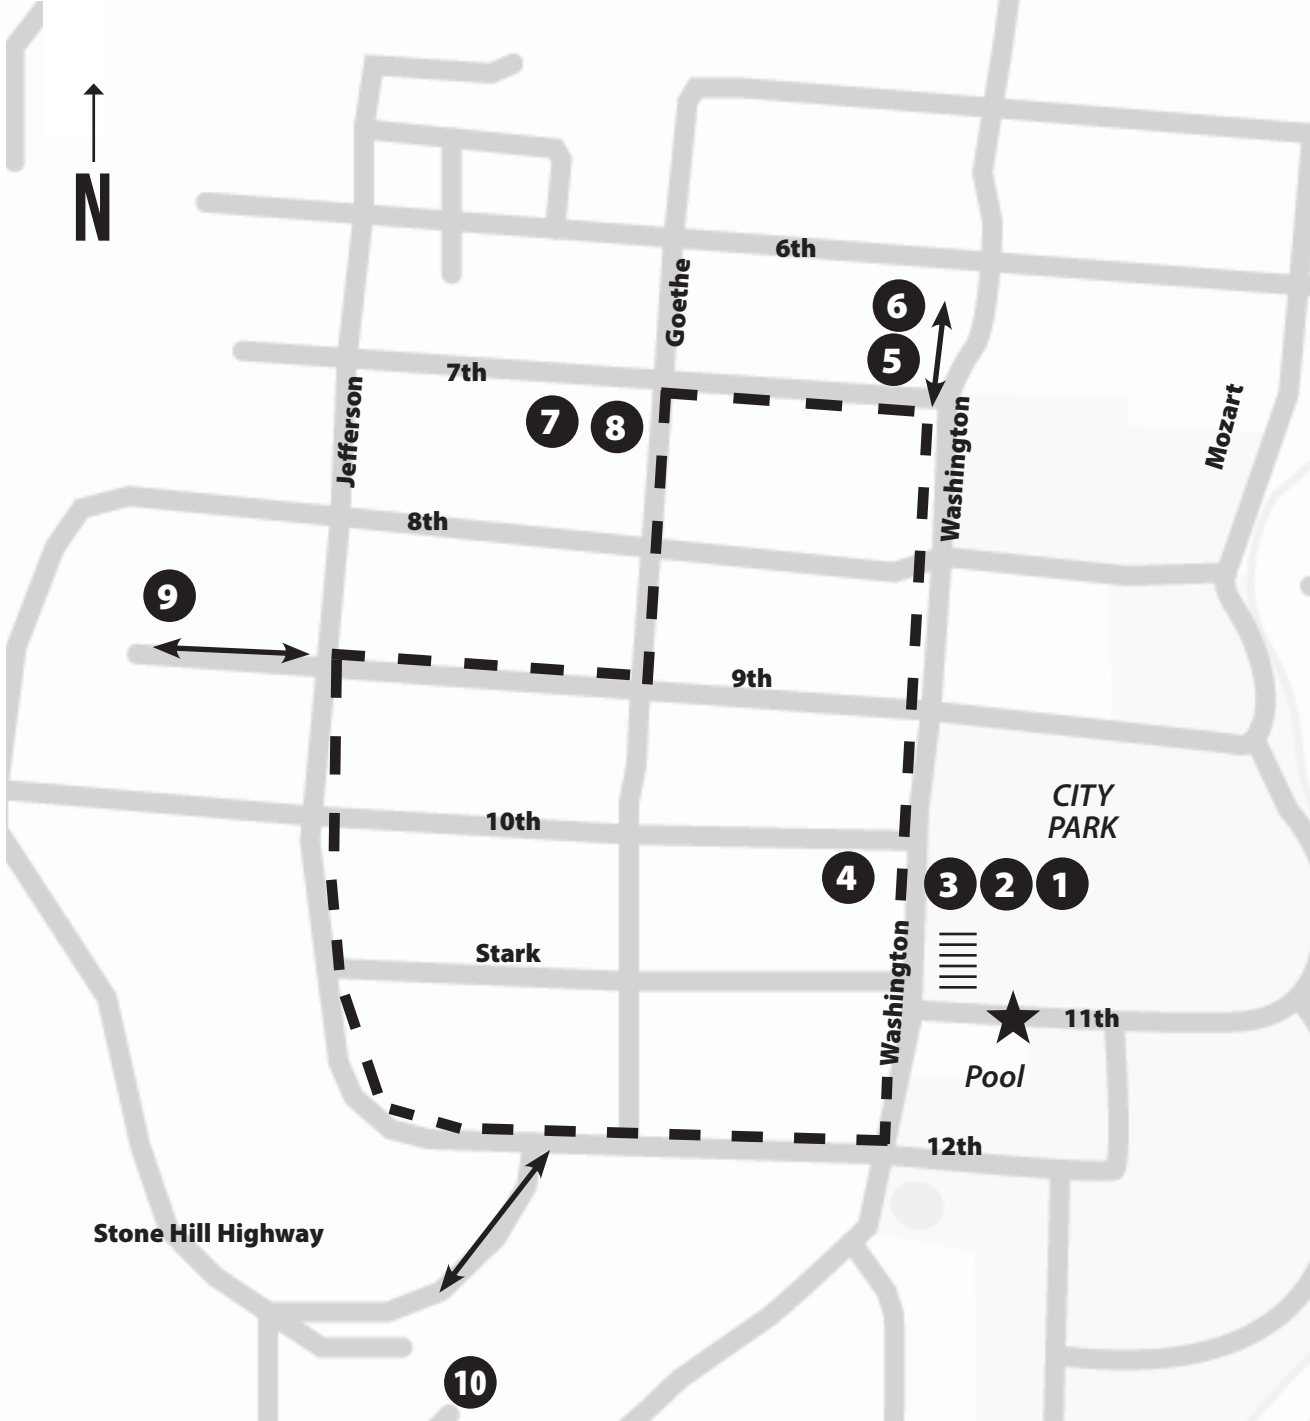 N
6th
Goethe
6
5
7th
Jefferson
Washington
Mozart
7
8
8th
9
9th
CITY
PARK
10th
4
3
2
1
Stark
Washington
11th
Pool
12th
Stone Hill Highway
10